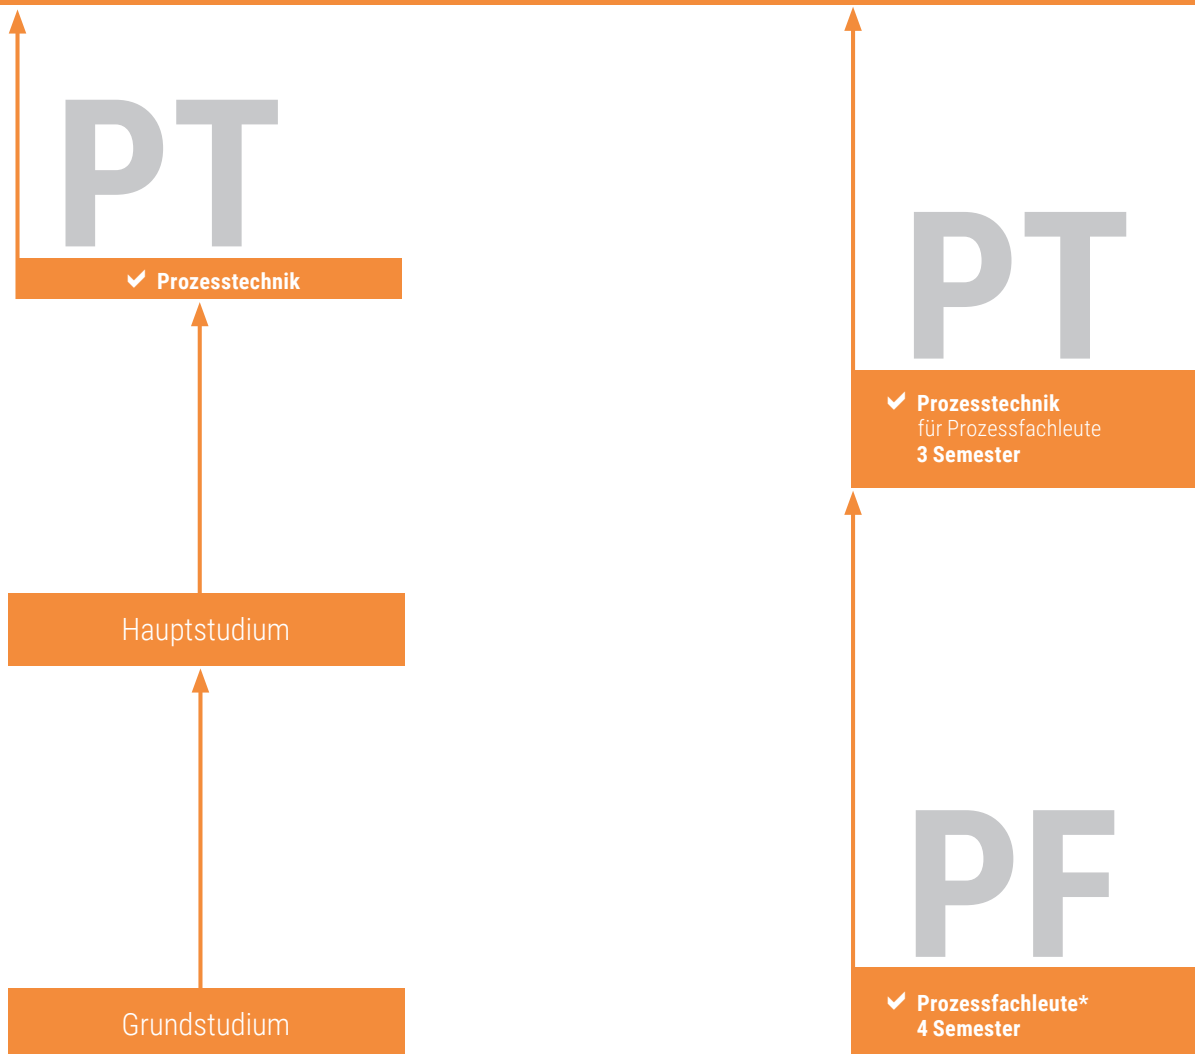 PT
Prozesstechnik
Hauptstudium
Grundstudium
PT
Prozesstechnik
für Prozessfachleute
3 Semester
PF
Prozessfachleute*
4 Semester